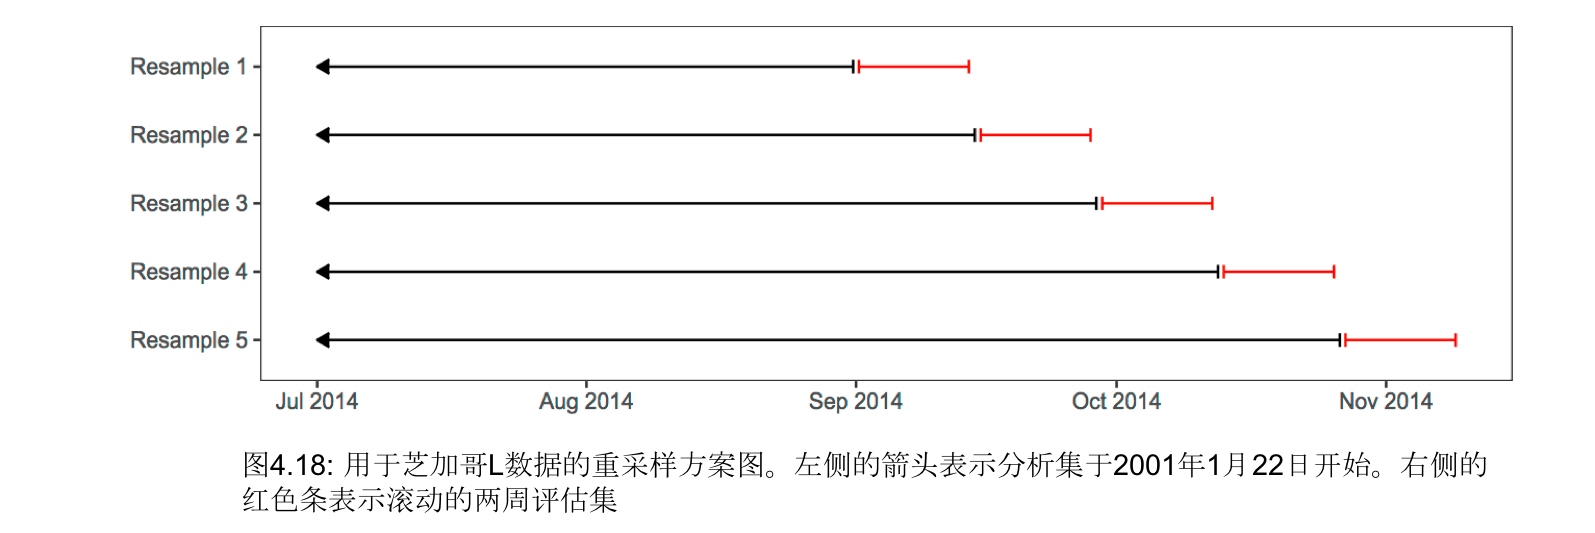 Resample 1
Resample 2
Resample 3
Resample 4
Resample 5
Jul 2014 Aug 2014 Sep 2014 Oct 2014 Nov 2014
图4.18: 用于芝加哥L数据的重采样方案图。左侧的箭头表示分析集于2001年1月22日开始。右侧的
红色条表示滚动的两周评估集